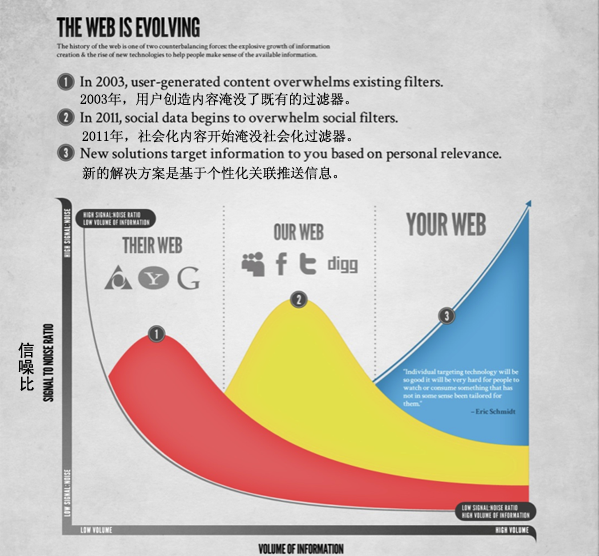 THE WEB IS EVOLVING
The history of the web is one of two counterbalancing forces: the explosive growth of information
creation & the rise of new technologies to help people make sense of the available information.
1 In 2003, user-generated content overwhelms existing filters.
2003年，用户创造内容淹没了既有的过滤器。
2 In 2011, social data begins to overwhelm social filters.
2011年，社会化内容开始淹没社会化过滤器。
3 New solutions target information to you based on personal relevance.
新的解决方案是基于个性化关联推送信息。
HIGH SIGNAL:NOISE
HIGH SIGNAL:NOISE RATIO
LOW VOLUME OF INFORMATION
THEIR WEB
Y G
OUR WEB
f t digg
YOUR WEB
1
2
3
信噪比
SIGNAL TO NOISE RATIO
"Individual targeting technology will be
so good it will be very hard for people to
watch or consume something that has
not in some sense been tailored for
them."
– Eric Schmidt
LOW SIGNAL:NOISE
LOW SIGNAL:NOISE RATIO
HIGH VOLUME OF INFORMATION
LOW VOLUME
HIGH VOLUME
VOLUME OF INFORMATION